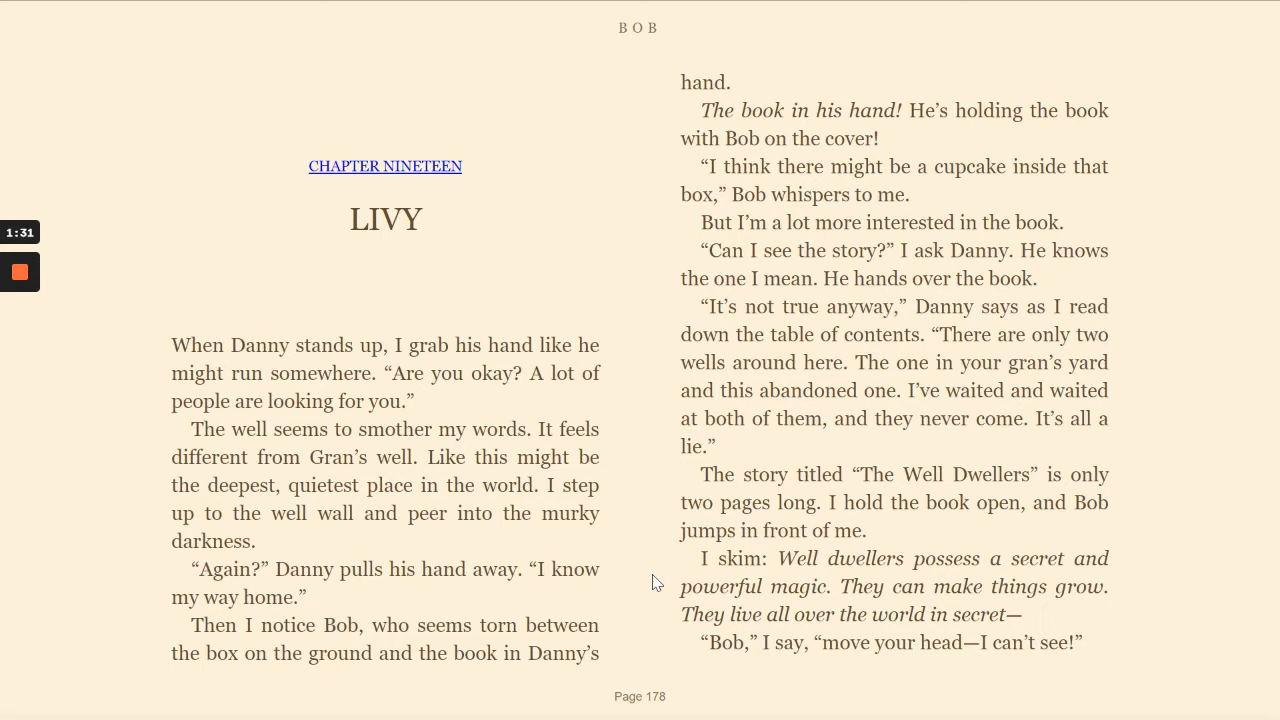 BOB
1:31
CHAPTER NINETEEN
LIVY
When Danny stands up, I grab his hand like he
might run somewhere. “Are you okay? A lot of
people are looking for you.”
The well seems to smother my words. It feels
different from Gran’s well. Like this might be
the deepest, quietest place in the world. I step
up to the well wall and peer into the murky
darkness.
“Again?” Danny pulls his hand away. “I know
my way home.”
Then I notice Bob, who seems torn between
the box on the ground and the book in Danny’s
hand.
The book in his hand! He’s holding the book
with Bob on the cover!
“I think there might be a cupcake inside that
box,” Bob whispers to me.
But I’m a lot more interested in the book.
“Can I see the story?” I ask Danny. He knows
the one I mean. He hands over the book.
“It’s not true anyway,” Danny says as I read
down the table of contents. “There are only two
wells around here. The one in your gran’s yard
and this abandoned one. I’ve waited and waited
at both of them, and they never come. It’s all a
lie.”
The story titled “The Well Dwellers” is only
two pages long. I hold the book open, and Bob
jumps in front of me.
I skim: Well dwellers possess a secret and
powerful magic. They can make things grow.
They live all over the world in secret—
“Bob,” I say, “move your head—I can’t see!”
Page 178